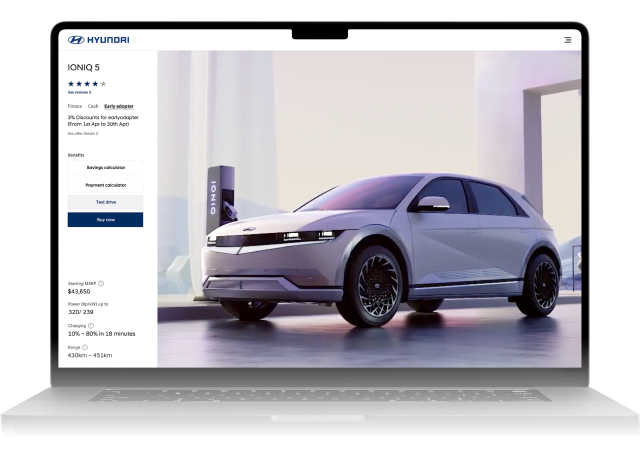 HYUNDAI
IONIQ 5
See reviews >
Finace Cash Early adopter
3% Discounts for earlyadopter
(From 1st Apr to 30th Apr)
See offer Details >
Benefits
Savings calculator
Payment calculator
Test drive
Buy now
IONIQ
Starting MSRP
$43,650
Power (hp/kW) up to
320/ 239
Charging
10% ~ 80% in 18 minutes
Range
430km ~ 451km